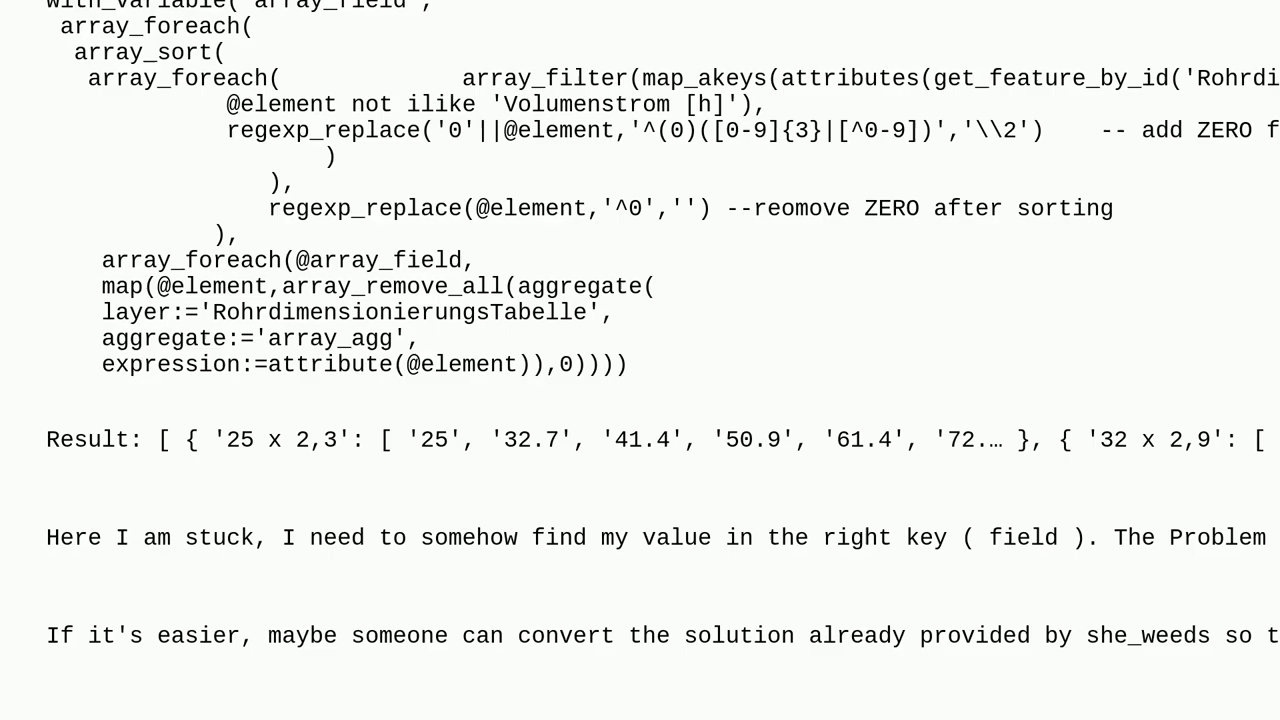 with_variable('array_field',
array_foreach(
array_sort(
array_foreach( array_filter(map_akeys(attributes(get_feature_by_id('Rohrdi
@element not ilike 'Volumenstrom [h]'),
regexp_replace('0'||@element,'^(0)([0-9]{3}|[^0-9])','\\2') -- add ZERO f
)
),
regexp_replace(@element,'^0','') --reomove ZERO after sorting
),
array_foreach(@array_field,
map(@element,array_remove_all(aggregate(
layer:='RohrdimensionierungsTabelle',
aggregate:='array_agg',
expression:=attribute(@element)),0))))
Result: [ { '25 x 2,3': [ '25', '32.7', '41.4', '50.9', '61.4', '72.… }, { '32 x 2,9': [
Here I am stuck, I need to somehow find my value in the right key ( field ). The Problem
If it's easier, maybe someone can convert the solution already provided by she_weeds so t